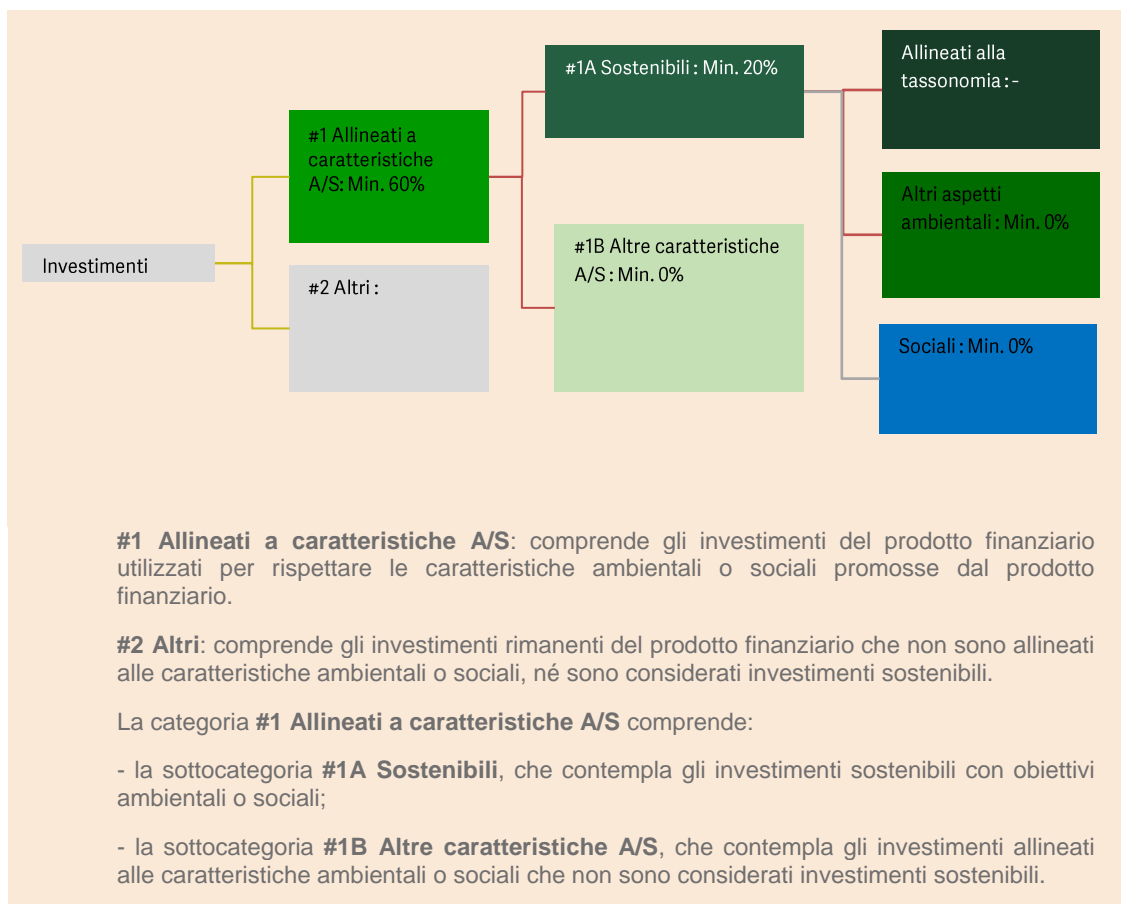 Investimenti
#1 Allineati a
caratteristiche
A/S: Min. 60%
#2 Altri :
#1A Sostenibili : Min. 20%
#1B Altre caratteristiche
A/S : Min. 0%
Allineati alla
tassonomia : -
Altri aspetti
ambientali : Min. 0%
Sociali : Min. 0%
#1 Allineati a caratteristiche A/S: comprende gli investimenti del prodotto finanziario
utilizzati per rispettare le caratteristiche ambientali o sociali promosse dal prodotto
finanziario.
#2 Altri: comprende gli investimenti rimanenti del prodotto finanziario che non sono allineati
alle caratteristiche ambientali o sociali, né sono considerati investimenti sostenibili.
La categoria #1 Allineati a caratteristiche A/S comprende:
- la sottocategoria #1A Sostenibili, che contempla gli investimenti sostenibili con obiettivi
ambientali o sociali;
- la sottocategoria #1B Altre caratteristiche A/S, che contempla gli investimenti allineati
alle caratteristiche ambientali o sociali che non sono considerati investimenti sostenibili.